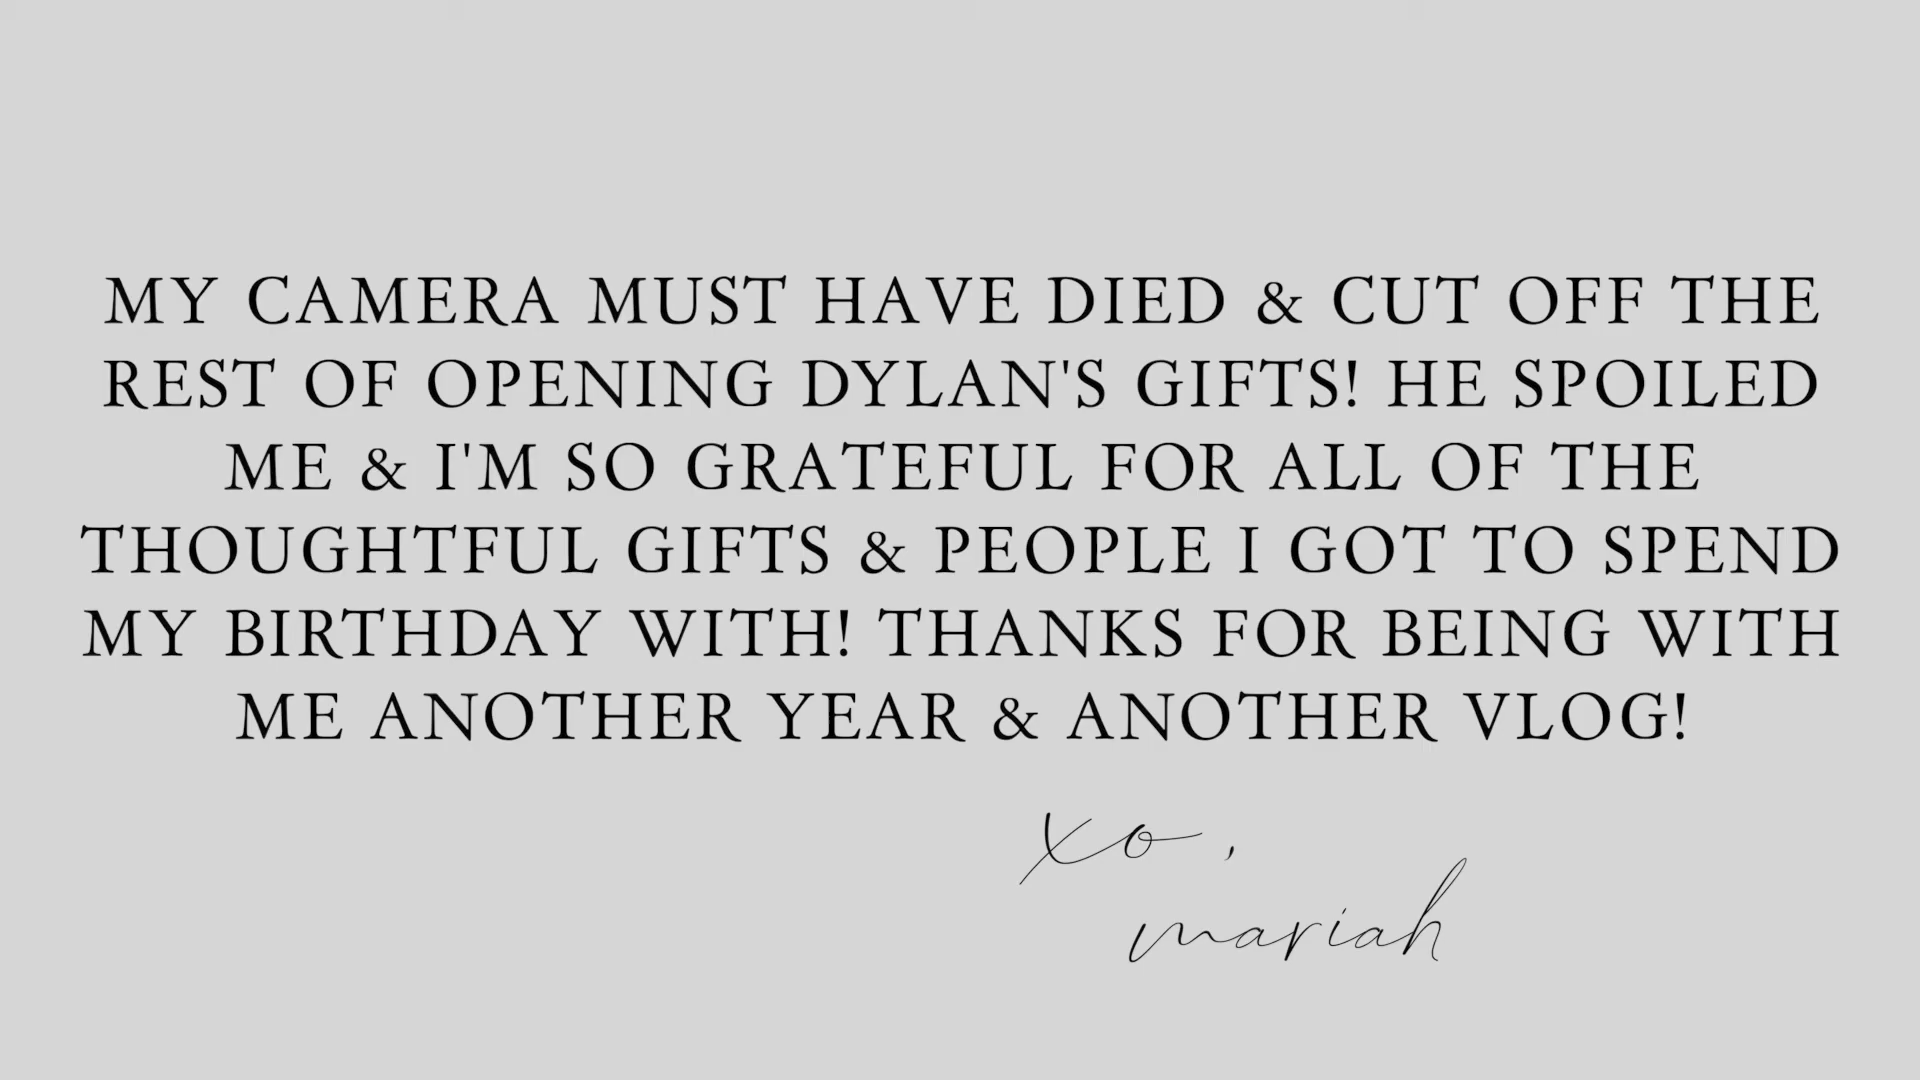 MY CAMERA MUST HAVE DIED & CUT OFF THE
REST OF OPENING DYLAN'S GIFTS! HE SPOILED
ME & I'M SO GRATEFUL FOR ALL OF THE
THOUGHTFUL GIFTS & PEOPLE I GOT TO SPEND
MY BIRTHDAY WITH! THANKS FOR BEING WITH
ME ANOTHER YEAR & ANOTHER VLOG!
xo,
mariah